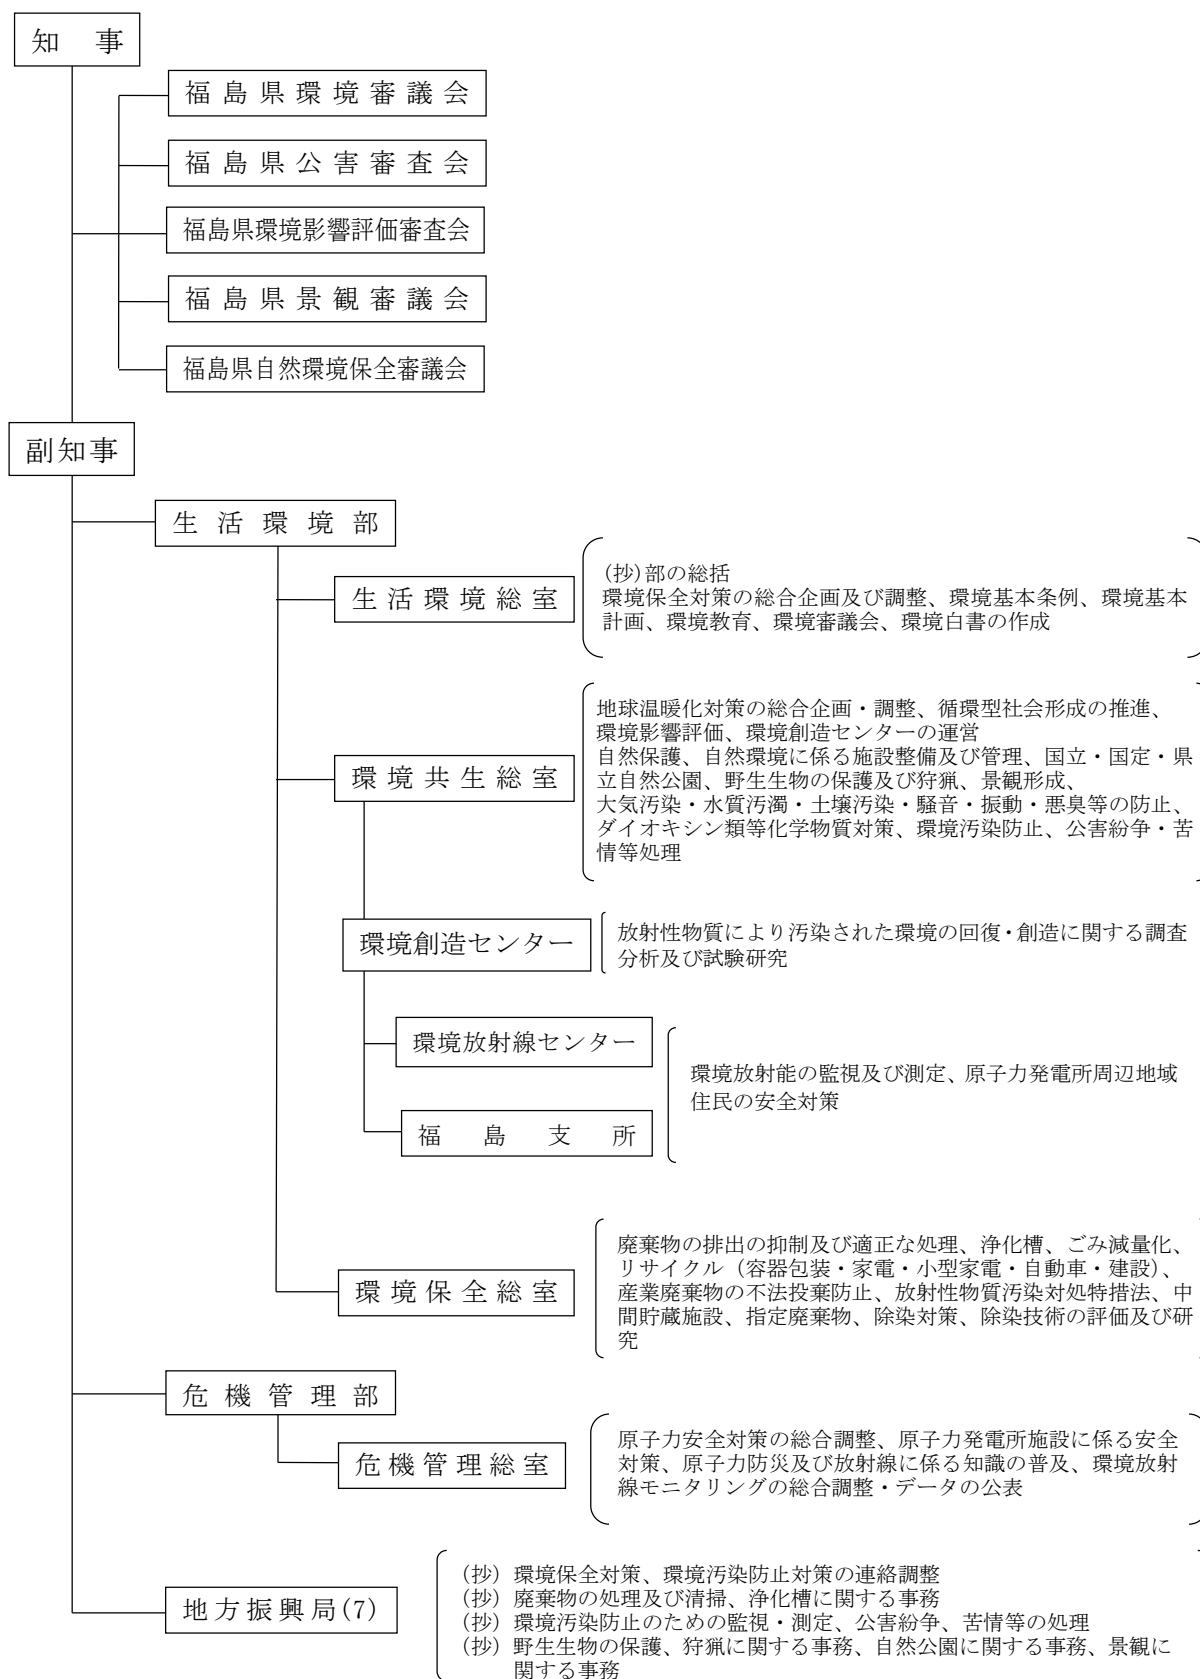 知事
福島県環境審議会
福島県公害審査会
福島県環境影響評価審査会
福島県景観審議会
福島県自然環境保全審議会
副知事
生活環境部
生活環境総室
(抄)部の総括
環境保全対策の総合企画及び調整、環境基本条例、環境基本
計画、環境教育、環境審議会、環境白書の作成
環境共生総室
地球温暖化対策の総合企画・調整、循環型社会形成の推進、
環境影響評価、環境創造センターの運営
自然保護、自然環境に係る施設整備及び管理、国立・国定・県
立自然公園、野生生物の保護及び狩猟、景観形成、
大気汚染・水質汚濁・土壌汚染・騒音・振動・悪臭等の防止、
ダイオキシン類等化学物質対策、環境汚染防止、公害紛争・苦
情等処理
環境創造センター
放射性物質により汚染された環境の回復・創造に関する調査
分析及び試験研究
環境放射線センター
福島支所
環境放射能の監視及び測定、原子力発電所周辺地域
住民の安全対策
環境保全総室
廃棄物の排出の抑制及び適正な処理、浄化槽、ごみ減量化、
リサイクル（容器包装・家電・小型家電・自動車・建設）、
産業廃棄物の不法投棄防止、放射性物質汚染対処特措法、中
間貯蔵施設、指定廃棄物、除染対策、除染技術の評価及び研
究
危機管理部
危機管理総室
原子力安全対策の総合調整、原子力発電所施設に係る安全
対策、原子力防災及び放射線に係る知識の普及、環境放射
線モニタリングの総合調整・データの公表
地方振興局(7)
(抄) 環境保全対策、環境汚染防止対策の連絡調整
(抄) 廃棄物の処理及び清掃、浄化槽に関する事務
(抄) 環境汚染防止のための監視・測定、公害紛争、苦情等の処理
(抄) 野生生物の保護、狩猟に関する事務、自然公園に関する事務、景観に
関する事務